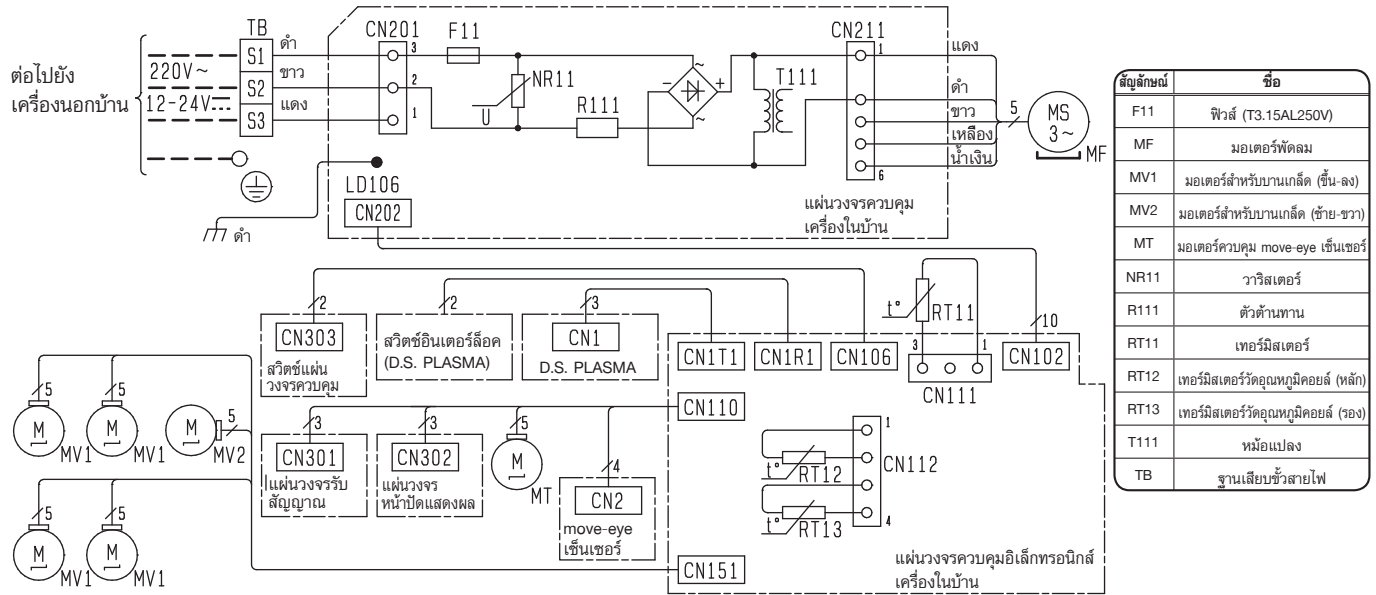 TB
ดำ
CN201
F11
CN211
ต่อไปยัง
เครื่องนอกบ้าน
220V~
12-24V
S1
S2
S3
ขาว
แดง
3
2
1
NR11
U
R111
~
−
+
~
T111
1
6
แดง
ดำ
ขาว
เหลือง
น้ำเงิน
5
MS
3~
MF
LD106
CN202
ดำ
แผ่นวงจรควบคุม
เครื่องในบ้าน
2
CN303
สวิตช์แผ่น
วงจรควบคุม
2
สวิตช์อินเตอร์ล็อค
(D.S. PLASMA)
3
CN1
D.S. PLASMA
t°
RT11
10
CN1T1
CN1R1
CN106
3
1
CN111
CN102
CN110
5
M
MV1
5
M
MV1
M
5
MV2
3
CN301
แผ่นวงจรรับ
สัญญาณ
3
CN302
แผ่นวงจร
หน้าปัดแสดงผล
5
M
MT
4
CN2
move-eye
เซ็นเซอร์
1
CN112
4
t°
RT12
t°
RT13
5
M
MV1
5
M
MV1
CN151
แผ่นวงจรควบคุมอิเล็กทรอนิกส์
เครื่องในบ้าน
สัญลักษณ์ ชื่อ
F11 ฟิวส์ (T3.15AL250V)
MF มอเตอร์พัดลม
MV1 มอเตอร์สำหรับบานเกล็ด (ขึ้น-ลง)
MV2 มอเตอร์สำหรับบานเกล็ด (ซ้าย-ขวา)
MT มอเตอร์ควบคุม move-eye เซ็นเซอร์
NR11 วาริสเตอร์
R111 ตัวต้านทาน
RT11 เทอร์มิสเตอร์
RT12 เทอร์มิสเตอร์วัดอุณหภูมิคอยล์ (หลัก)
RT13 เทอร์มิสเตอร์วัดอุณหภูมิคอยล์ (รอง)
T111 หม้อแปลง
TB ฐานเสียบขั้วสายไฟ